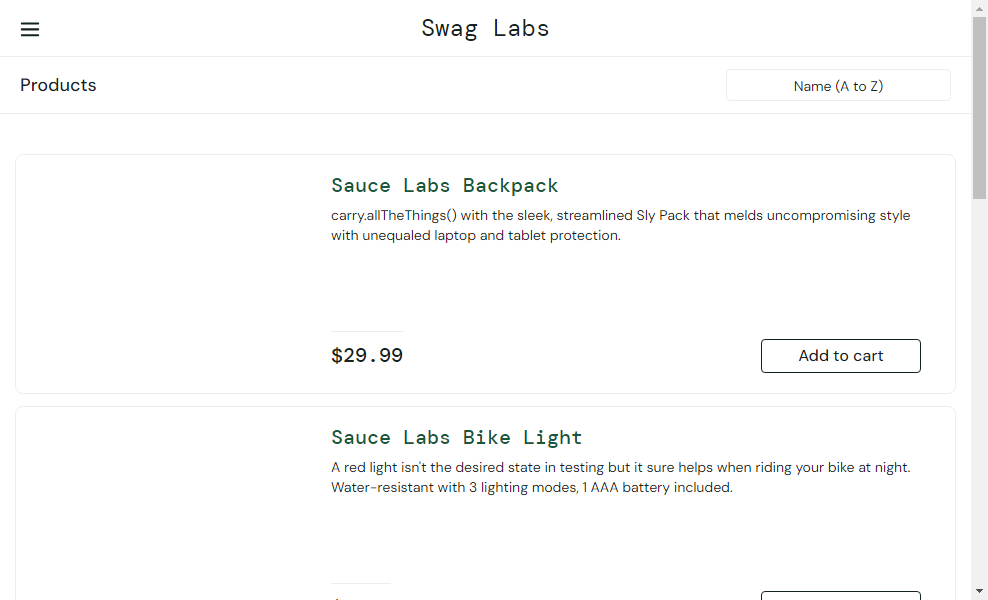 Swag Labs
Products
Name (A to Z)
Sauce Labs Backpack
carry.allTheThings() with the sleek, streamlined Sly Pack that melds uncompromising style
with unequaled laptop and tablet protection.
$29.99
Add to cart
Sauce Labs Bike Light
A red light isn't the desired state in testing but it sure helps when riding your bike at night.
Water-resistant with 3 lighting modes, 1 AAA battery included.